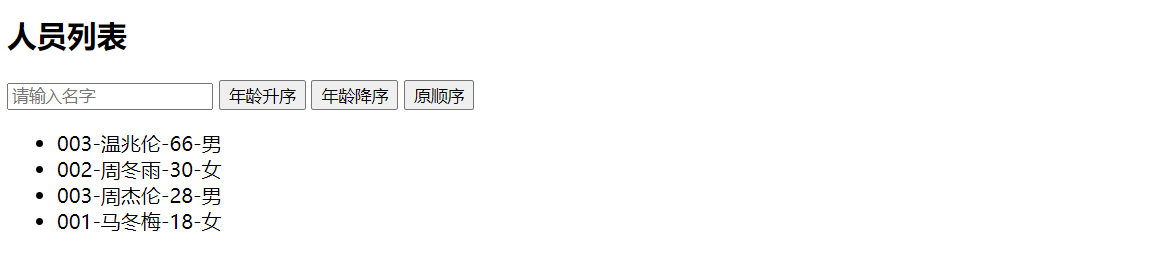 人员列表
请输入名字 年龄升序 年龄降序 原顺序
003-温兆伦-66-男
002-周冬雨-30-女
003-周杰伦-28-男
001-马冬梅-18-女